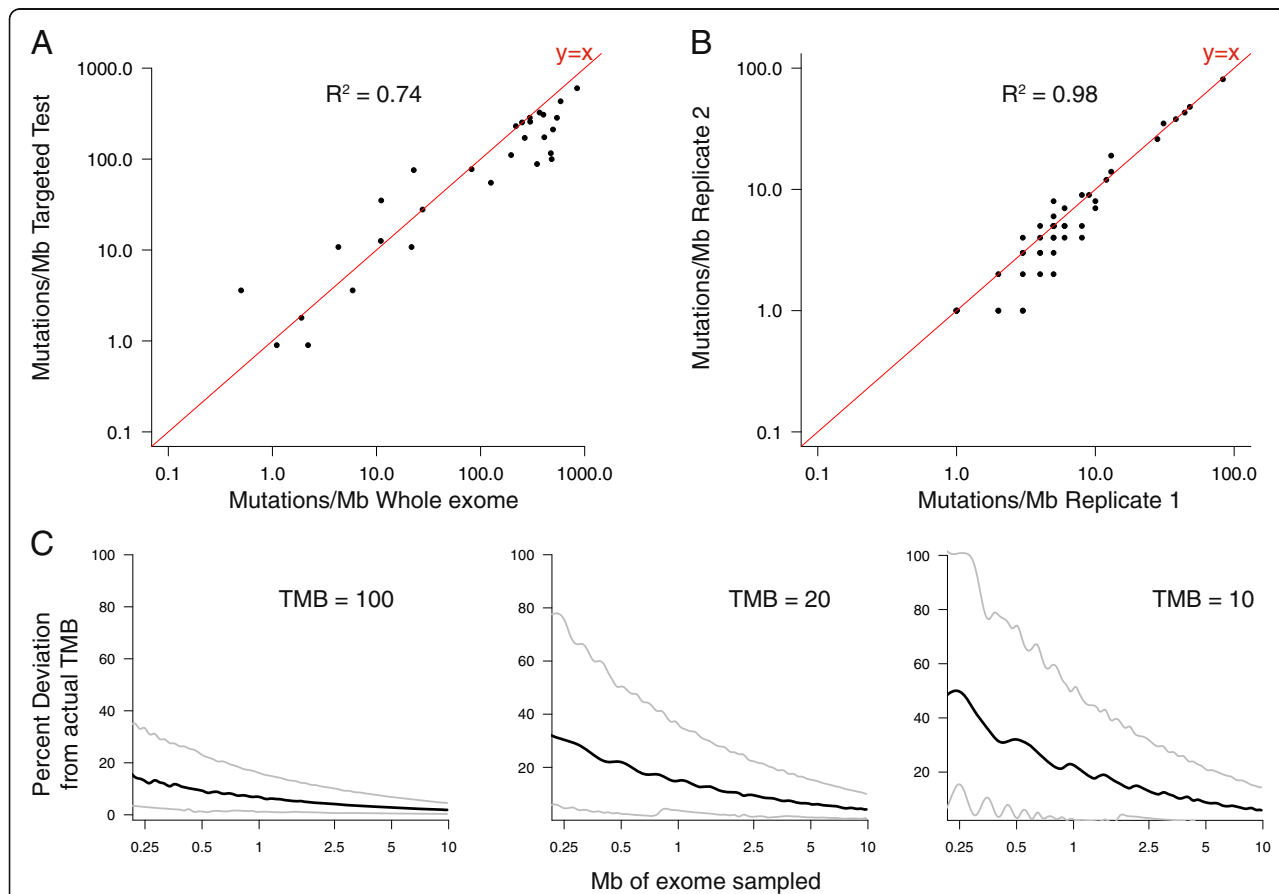 A
y=x
R² = 0.74
1000.0
100.0
10.0
1.0
0.1
Mutations/Mb Targeted Test
0.1 1.0 10.0 100.0 1000.0
Mutations/Mb Whole exome
B
y=x
R² = 0.98
100.0
10.0
1.0
0.1
Mutations/Mb Replicate 2
0.1 1.0 10.0 100.0
Mutations/Mb Replicate 1
C
Percent Deviation
from actual TMB
TMB = 100
100
80
60
40
20
0
0.25 0.5 1 2.5 5 10
TMB = 20
100
80
60
40
20
0.25 0.5 1 2.5 5 10
TMB = 10
100
80
60
40
20
0.25 0.5 1 2.5 5 10
Mb of exome sampled